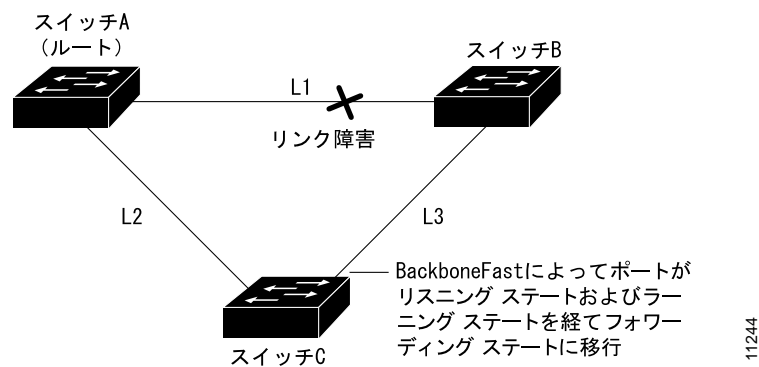 スイッチA
（ルート）
スイッチB
L1
リンク障害
L2
L3
BackboneFastによってポートが
リスニング ステートおよびラー
ニング ステートを経てフォワー
ディング ステートに移行
スイッチC
11244